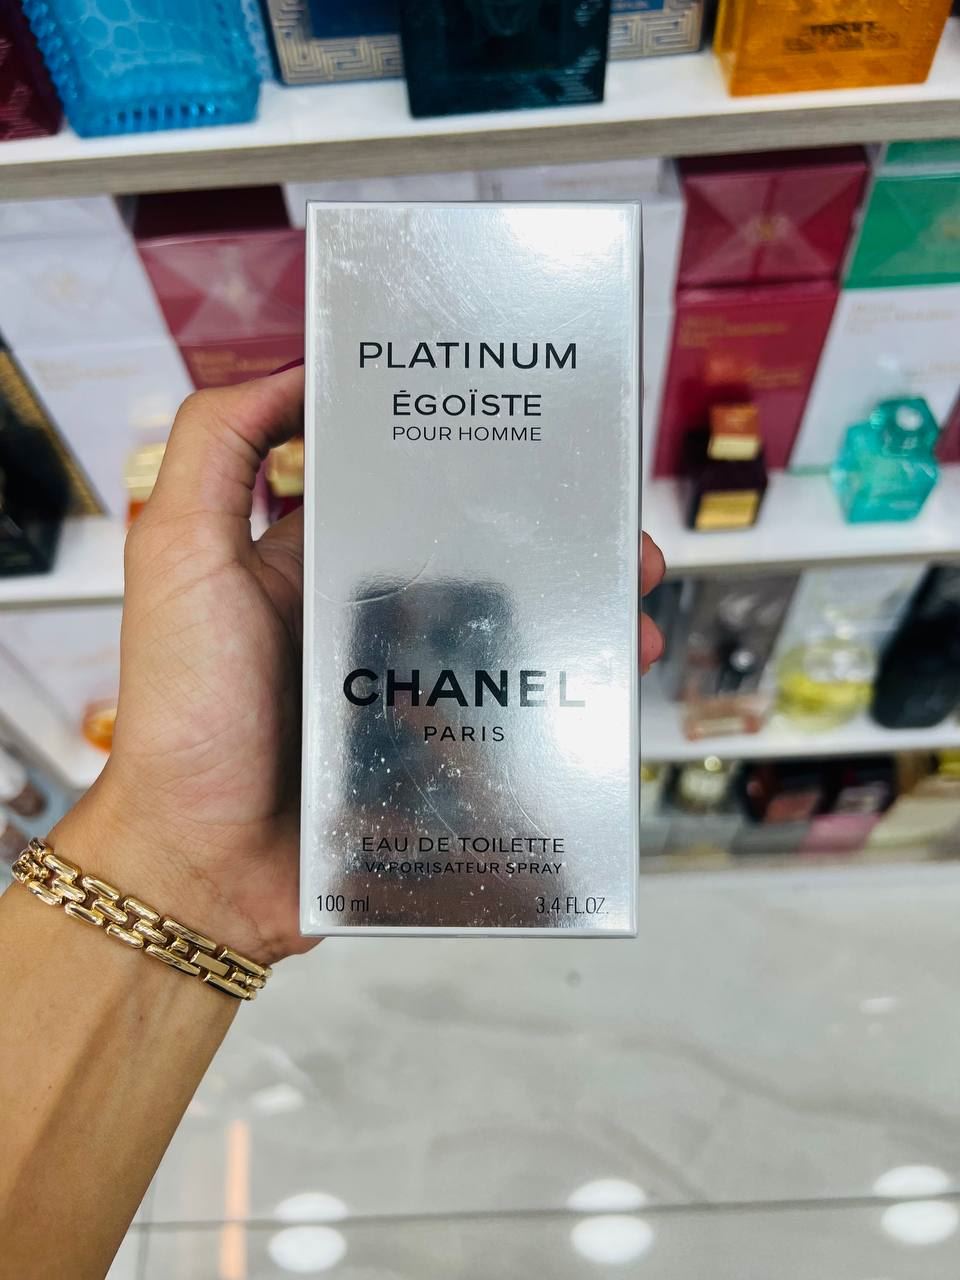 PLATINUM
ÉGOÏSTE
POUR HOMME
CHANEL
PARIS
EAU DE TOILETTE
VAPORISATEUR SPRAY
100 ml 3.4 FL.OZ.